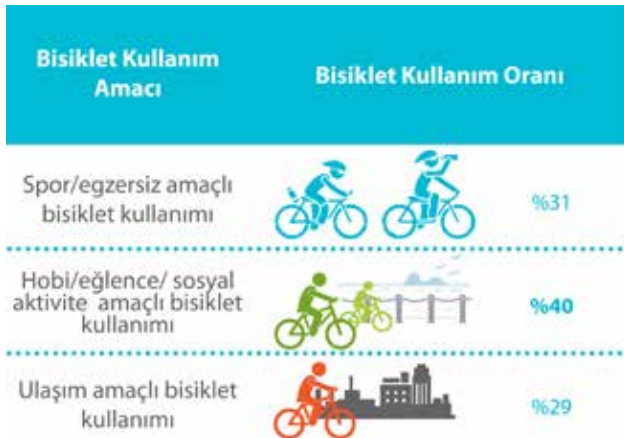 Bisiklet Kullanım
Amacı
Bisiklet Kullanım Oranı
Spor/egzersiz amaçlı
bisiklet kullanımı
%31
Hobi/eğlence/ sosyal
aktivite amaçlı bisiklet
kullanımı
%40
Ulaşım amaçlı bisiklet
kullanımı
%29